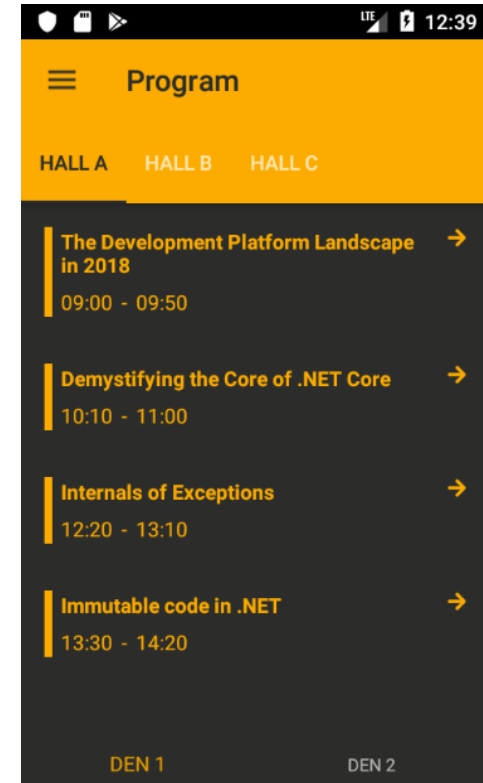 LTE 12:39
Program
HALL A HALL B HALL C
The Development Platform Landscape
in 2018
09:00 - 09:50
Demystifying the Core of .NET Core
10:10 - 11:00
Internals of Exceptions
12:20 - 13:10
Immutable code in .NET
13:30 - 14:20
DEN 1 DEN 2